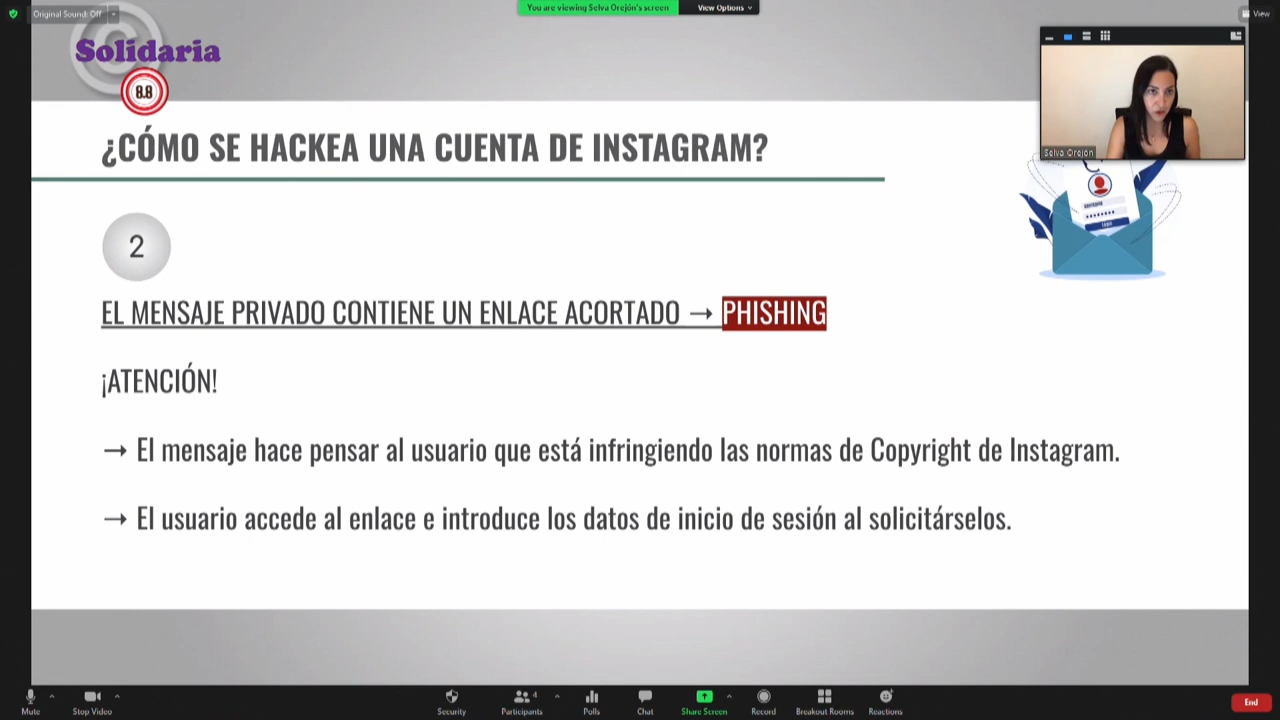 Original Sound: Off
You are viewing Selva Orejón's screen
View Options
View
Solidaria
8.8
Selva Orejón
¿CÓMO SE HACKEA UNA CUENTA DE INSTAGRAM?
2
EL MENSAJE PRIVADO CONTIENE UN ENLACE ACORTADO → PHISHING
¡ATENCIÓN!
→ El mensaje hace pensar al usuario que está infringiendo las normas de Copyright de Instagram.
→ El usuario accede al enlace e introduce los datos de inicio de sesión al solicitárselos.
Mute
Stop Video
Security
Participants
4
Polls
Chat
Share Screen
Record
Breakout Rooms
Reactions
End